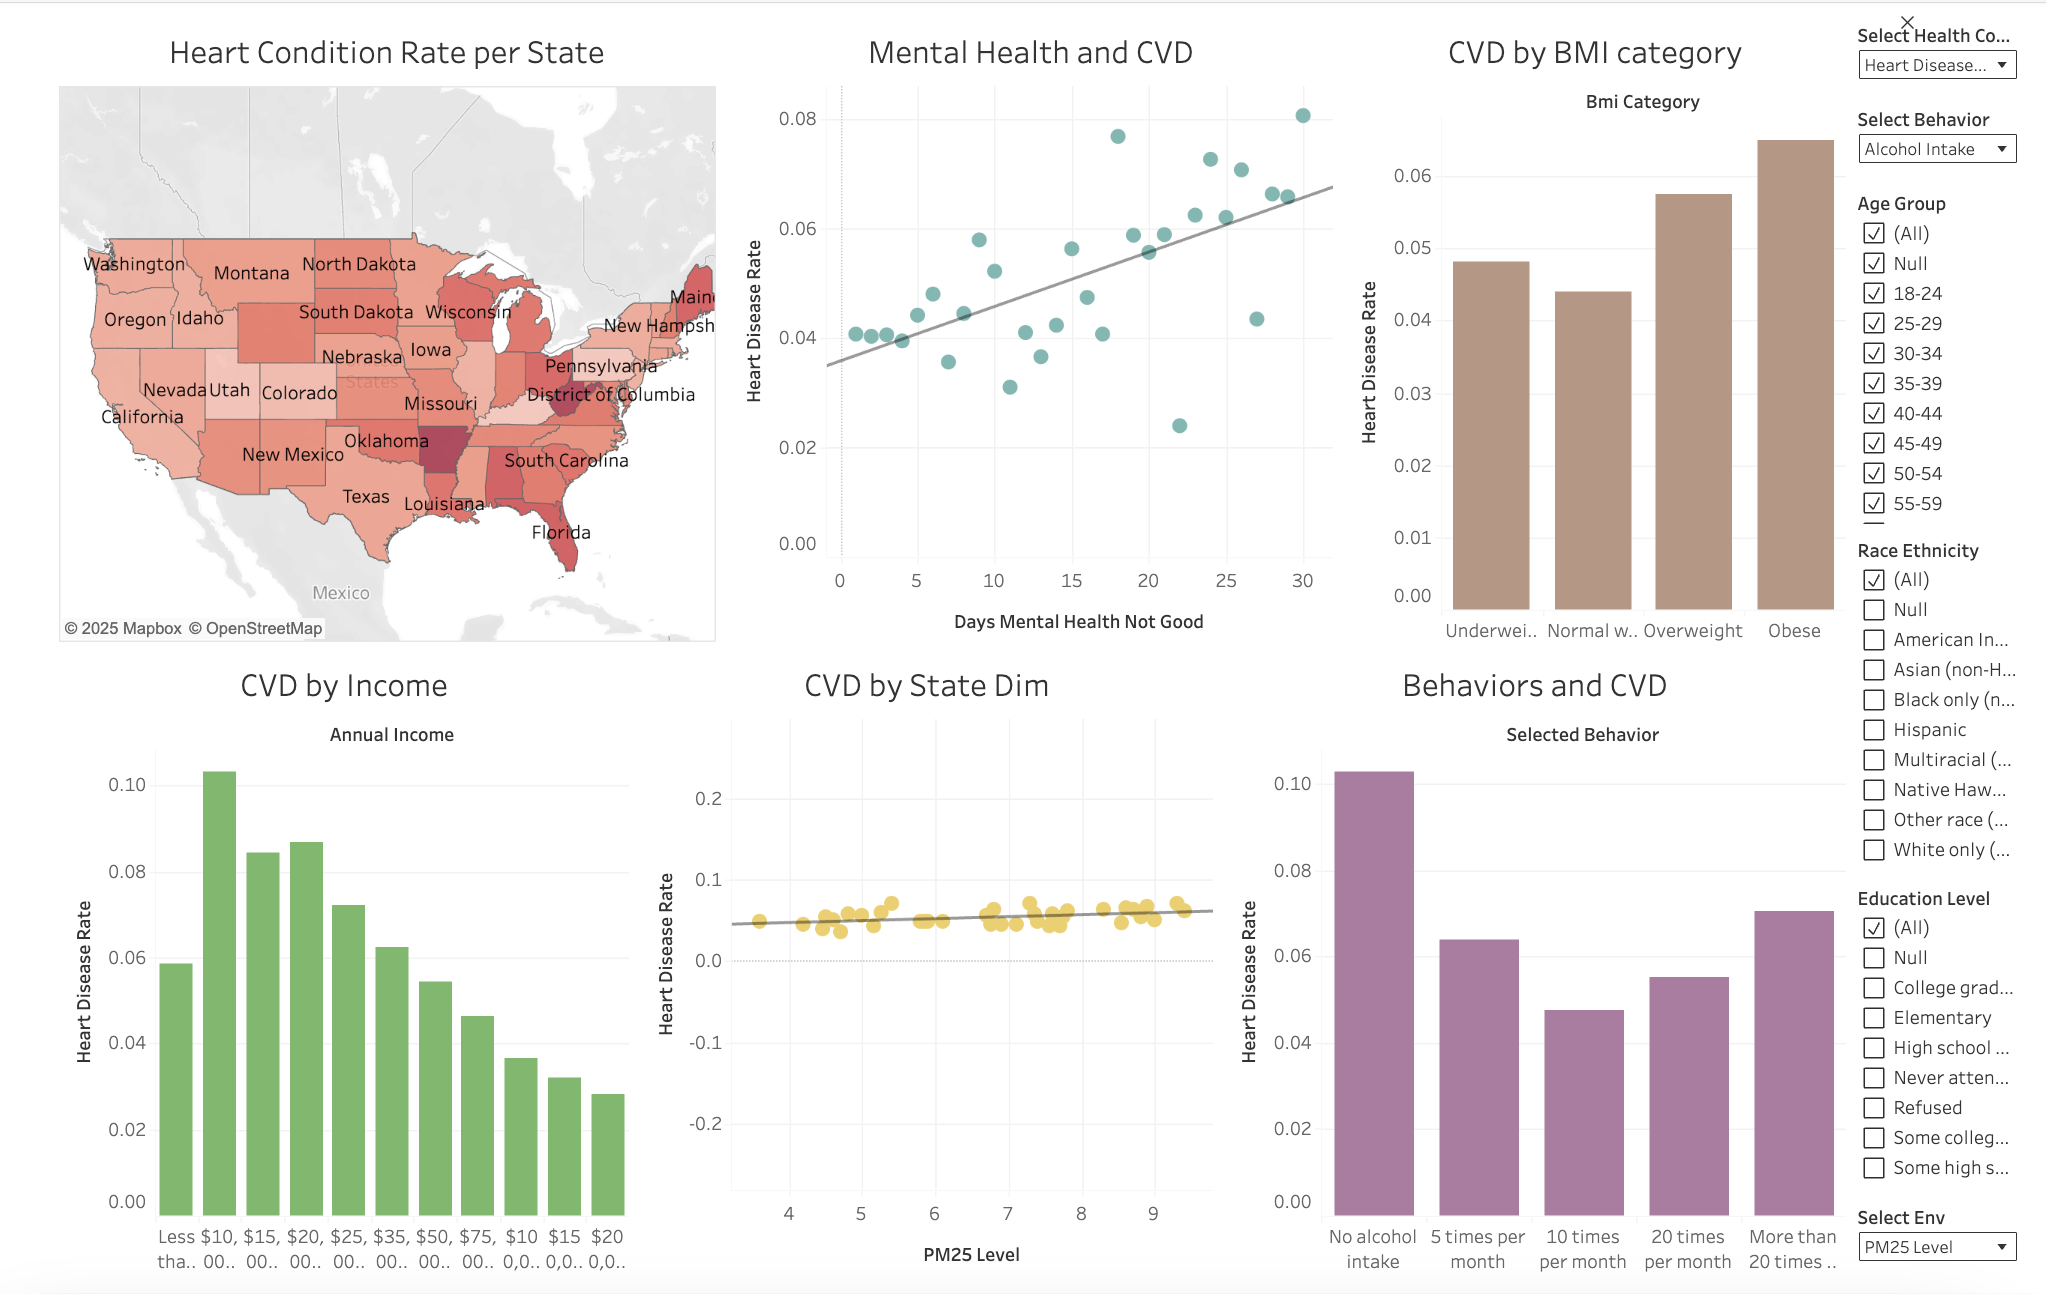 Heart Condition Rate per State
Washington
Montana
North Dakota
Oregon
Idaho
South Dakota
Wisconsin
Maine
New Hampsh
Nebraska
Iowa
States
Pennsylvania
Nevada
Utah
Colorado
Missouri
District of Columbia
California
Oklahoma
New Mexico
South Carolina
Texas
Louisiana
Florida
Mexico
© 2025 Mapbox © OpenStreetMap
Mental Health and CVD
Heart Disease Rate
0.08
0.06
0.04
0.02
0.00
0 5 10 15 20 25 30
Days Mental Health Not Good
CVD by BMI category
Bmi Category
Heart Disease Rate
0.06
0.05
0.04
0.03
0.02
0.01
0.00
Underwei.. Normal w.. Overweight Obese
CVD by Income
Annual Income
Heart Disease Rate
0.10
0.08
0.06
0.04
0.02
0.00
Less $10, $15, $20, $25, $35, $50, $75, $10 $15 $20
tha.. 00.. 00.. 00.. 00.. 00.. 00.. 00.. 0,0.. 0,0.. 0,0..
CVD by State Dim
Heart Disease Rate
0.2
0.1
0.0
-0.1
-0.2
4 5 6 7 8 9
PM25 Level
Behaviors and CVD
Selected Behavior
Heart Disease Rate
0.10
0.08
0.06
0.04
0.02
0.00
No alcohol 5 times per 10 times 20 times More than
intake month per month per month 20 times ..
Select Health Co...
Heart Disease...
Select Behavior
Alcohol Intake
Age Group
(All)
Null
18-24
25-29
30-34
35-39
40-44
45-49
50-54
55-59
Race Ethnicity
(All)
Null
American In...
Asian (non-H...
Black only (n...
Hispanic
Multiracial (...
Native Haw...
Other race (...
White only (...
Education Level
(All)
Null
College grad...
Elementary
High school ...
Never atten...
Refused
Some colleg...
Some high s...
Select Env
PM25 Level